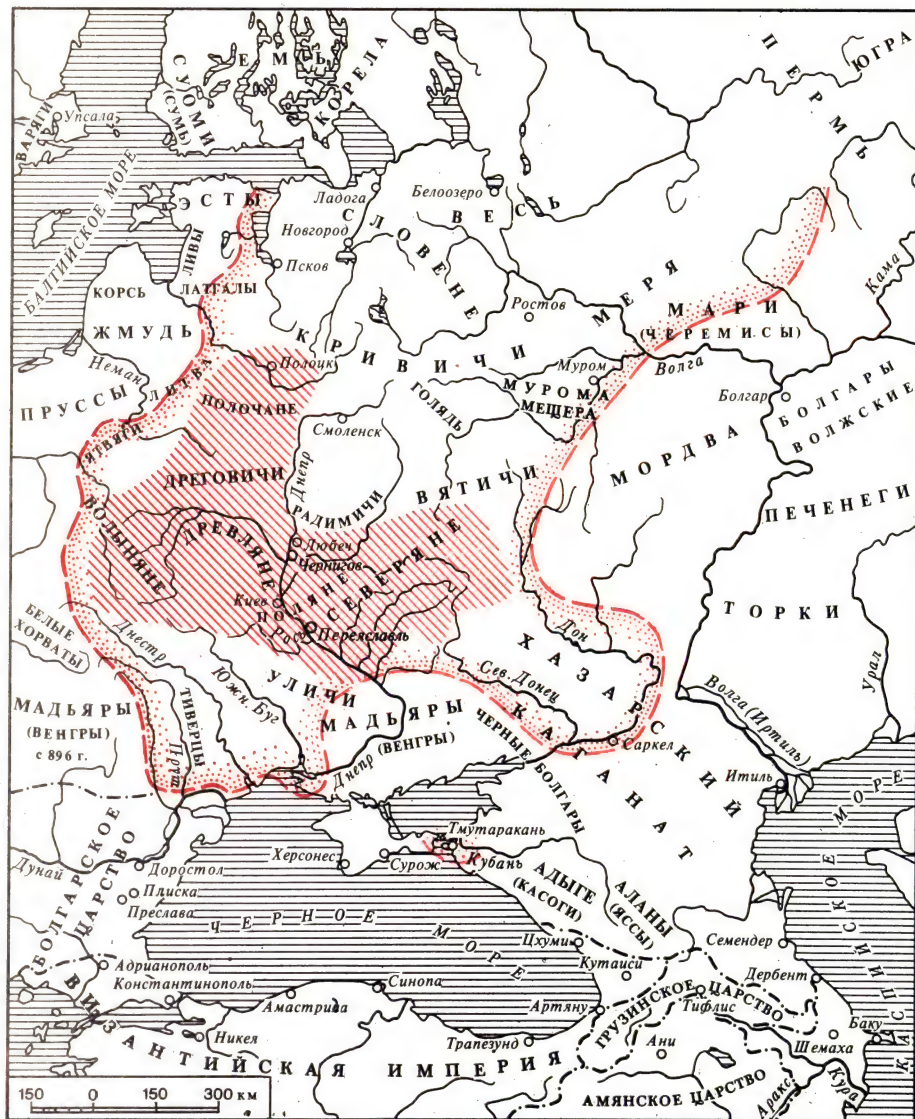 ПЕРМЬ
ЮГРА
ЕМЬ
СУОМИ
(СУМЬ)
КОРЕЛА
ВАРЯГИ
Упсала
БАЛТИЙСКОЕ МОРЕ
ЭСТЫ
Ладога
Белоозеро
ВЕСЬ
СЛОВЕНЕ
Новгород
ЛИВЫ
Псков
ЛАТГАЛЫ
КОРСЬ
ЖМУДЬ
Ростов
МЕРЯ
МАРИ
(ЧЕРЕМИСЫ)
Кама
КРИВИЧИ
Неман
ЛИТВА
Полоцк
ПОЛОЧАНЕ
ПРУССЫ
Муром
МУРОМА
МЕЩЕРА
Волга
ГОЛЯДЬ
Болгар
БОЛГАРЫ
ВОЛЖСКИЕ
Смоленск
МОРДВА
ЯТВЯГИ
ДРЕГОВИЧИ
Днепр
РАДИМИЧИ
ВЯТИЧИ
ПЕЧЕНЕГИ
ВОЛЫНЯНЕ
ДРЕВЛЯНЕ
Любеч
Чернигов
СЕВЕРЯНЕ
Киев
ПОЛЯНЕ
Рось
Переяславль
ТОРКИ
БЕЛЫЕ
ХОРВАТЫ
Днестр
Южн. Буг
УЛИЧИ
Дон
Сев. Донец
ХАЗАРСКИЙ
КАГАНАТ
Волга (Итиль)
Урал
МАДЬЯРЫ
(ВЕНГРЫ)
с 896 г.
ТИВЕРЦЫ
Прут
МАДЬЯРЫ
(ВЕНГРЫ)
Днепр
ЧЕРНЫЕ БОЛГАРЫ
Саркел
Итиль
БОЛГАРСКОЕ
ЦАРСТВО
Дунай
Доростол
Плиска
Преслава
Херсонес
Сурож
Тмутаракань
Кубань
АДЫГЕ
(КАСОГИ)
АЛАНЫ
(ЯССЫ)
ЧЕРНОЕ МОРЕ
КАСПИЙСКОЕ МОРЕ
Цхуми
Кутаиси
Семендер
Дербент
Адрианополь
Константинополь
Синопа
Амастрида
Артяну
ГРУЗИНСКОЕ ЦАРСТВО
Тифлис
Баку
Шемаха
Никея
Трапезунд
Ани
ВИЗАНТИЙСКАЯ ИМПЕРИЯ
АМЯНСКОЕ ЦАРСТВО
Аракс
Кура
150 0 150 300 км